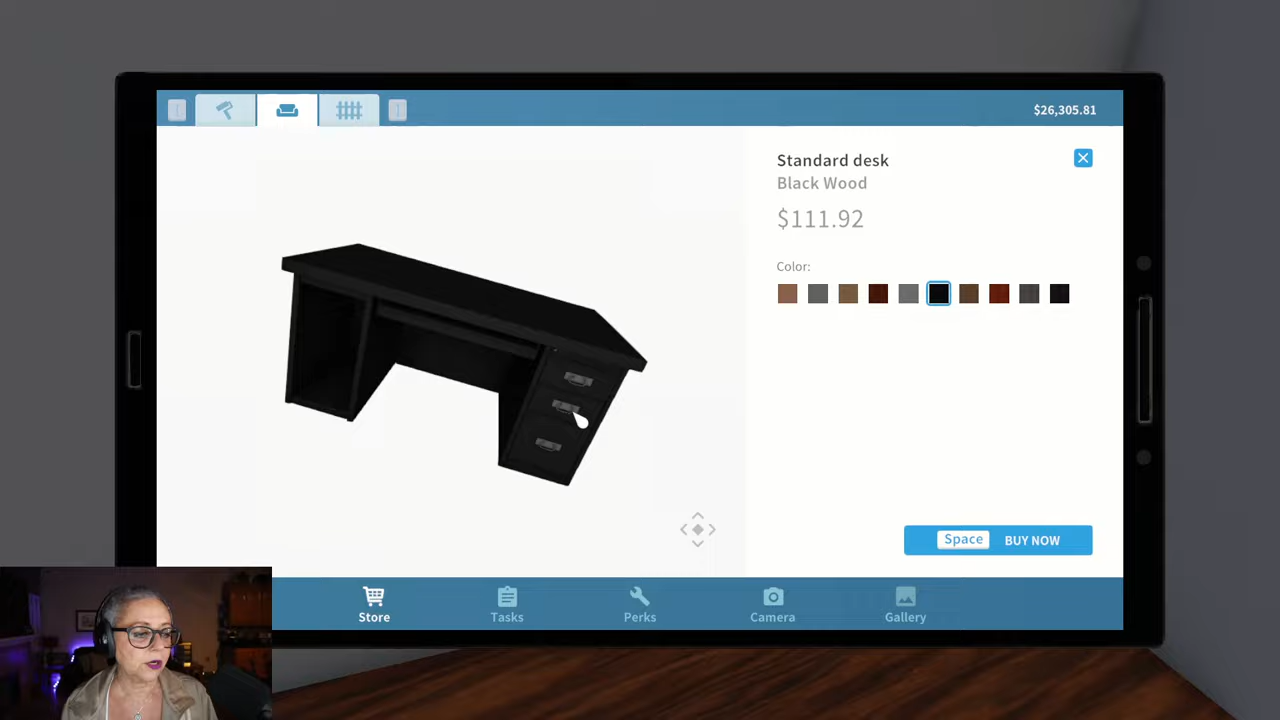 $26,305.81
Standard desk
Black Wood
$111.92
Color:
Space BUY NOW
Store Tasks Perks Camera Gallery